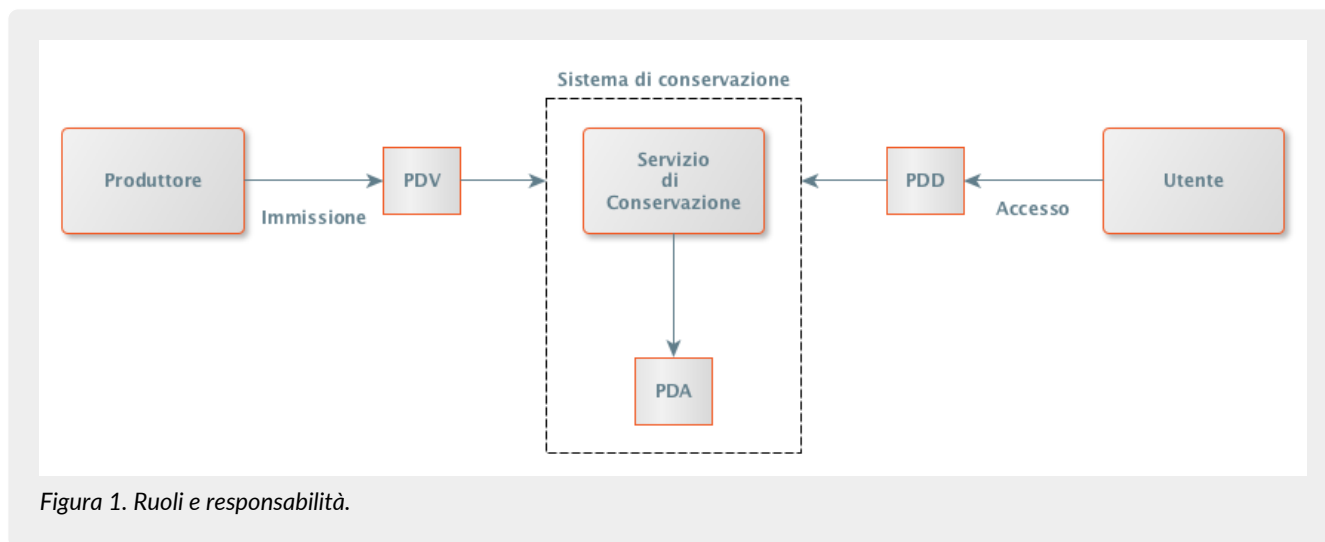 Sistema di conservazione
Produttore
Immissione
PDV
Servizio
di
Conservazione
PDA
PDD
Accesso
Utente
Figura 1. Ruoli e responsabilità.